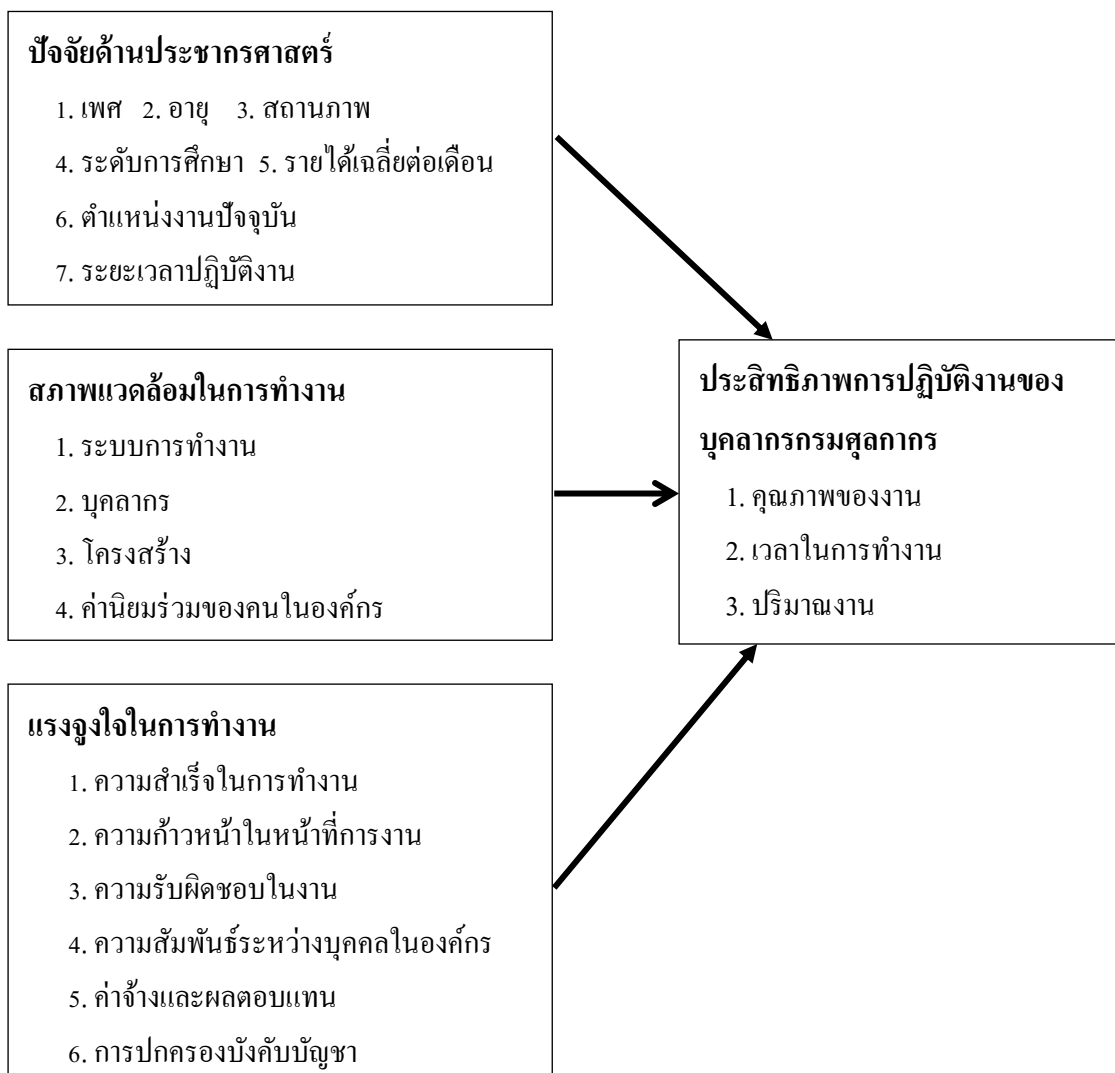 ปัจจัยด้านประชากรศาสตร์
1. เพศ 2. อายุ 3. สถานภาพ
4. ระดับการศึกษา 5. รายได้เฉลี่ยต่อเดือน
6. ตำแหน่งงานปัจจุบัน
7. ระยะเวลาปฏิบัติงาน
สภาพแวดล้อมในการทำงาน
1. ระบบการทำงาน
2. บุคลากร
3. โครงสร้าง
4. ค่านิยมร่วมของคนในองค์กร
แรงจูงใจในการทำงาน
1. ความสำเร็จในการทำงาน
2. ความก้าวหน้าในหน้าที่การงาน
3. ความรับผิดชอบในงาน
4. ความสัมพันธ์ระหว่างบุคคลในองค์กร
5. ค่าจ้างและผลตอบแทน
6. การปกครองบังคับบัญชา
ประสิทธิภาพการปฏิบัติงานของ
บุคลากรกรมศุลกากร
1. คุณภาพของงาน
2. เวลาในการทำงาน
3. ปริมาณงาน